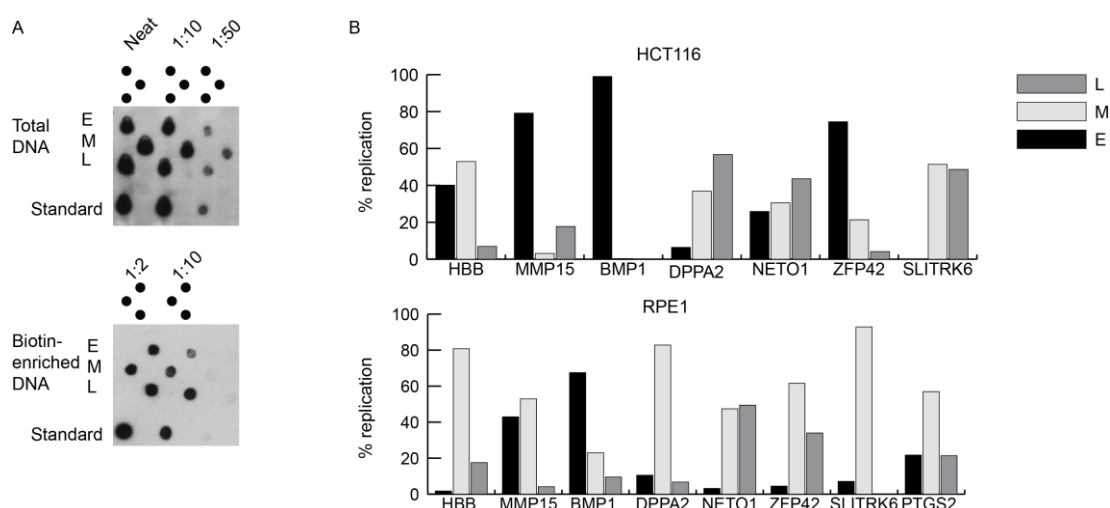 A
Neat 1:10 1:50
Total DNA
E
M
L
Standard
1:2 1:10
Biotin-enriched DNA
E
M
L
Standard
B
HCT116
% replication
100
80
60
40
20
0
HBB MMP15 BMP1 DPPA2 NETO1 ZFP42 SLITRK6
L
M
E
RPE1
% replication
100
80
60
40
20
0
HBB MMP15 BMP1 DPPA2 NETO1 ZFP42 SLITRK6 PTGS2